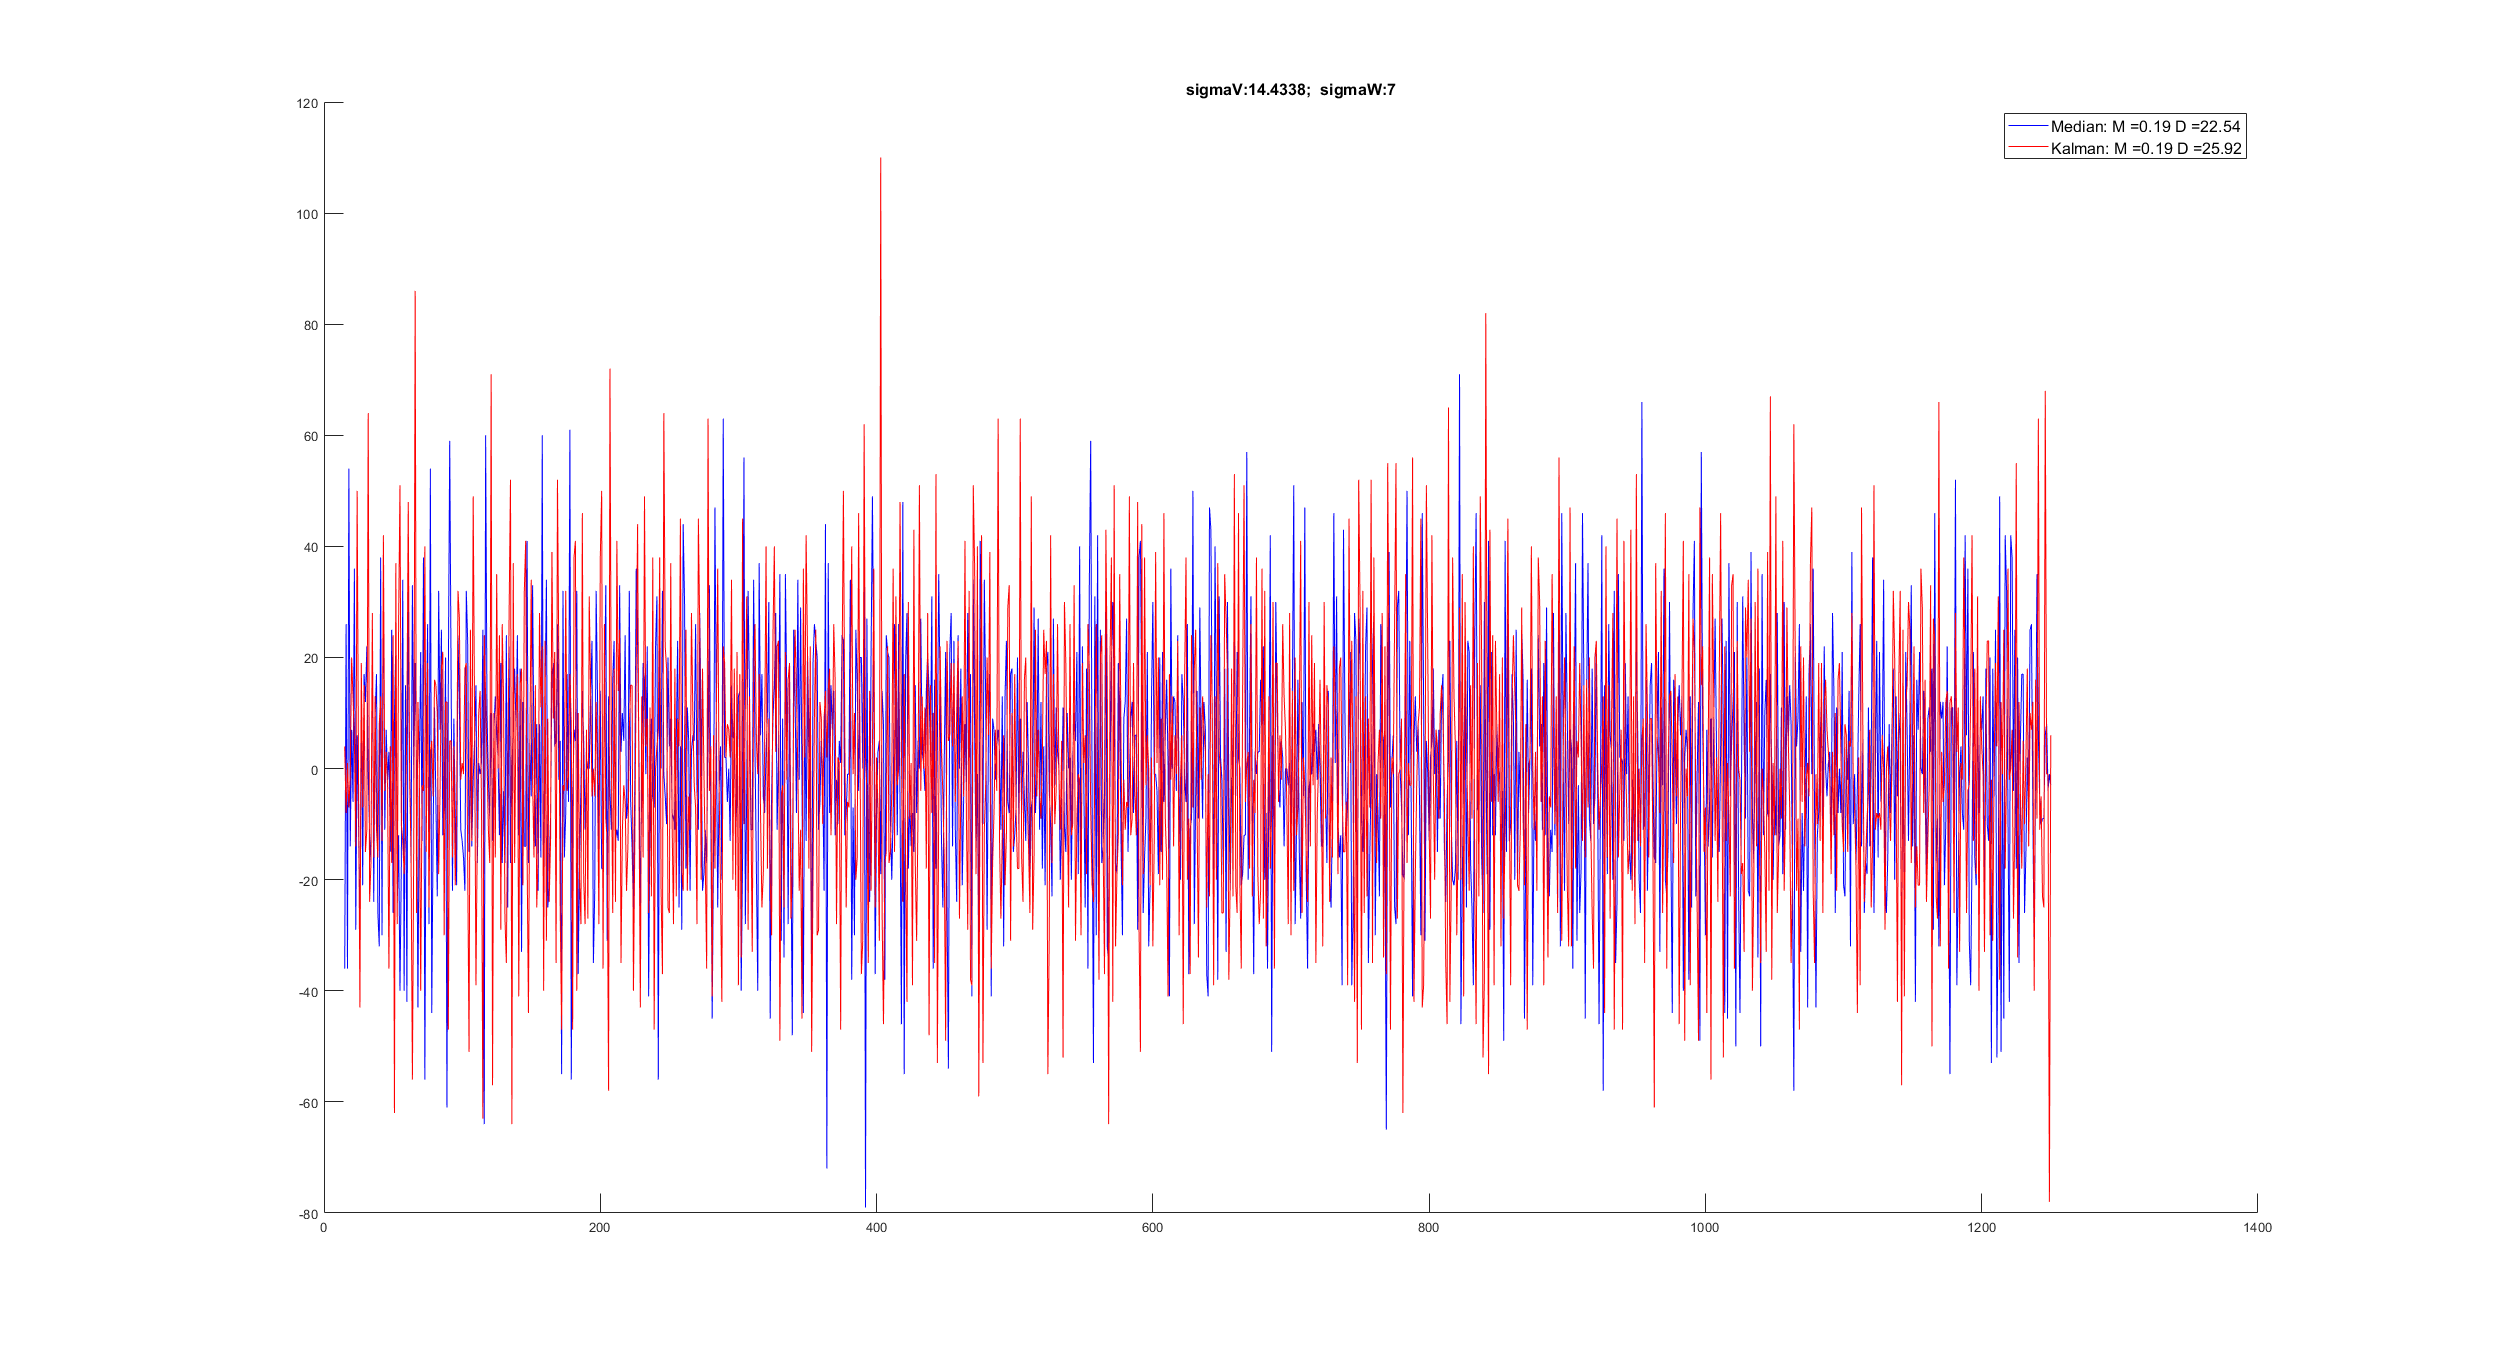 sigmaV:14.4338;  sigmaW:7
Median: M =0.19 D =22.54
Kalman: M =0.19 D =25.92
120
100
80
60
40
20
0
-20
-40
-60
-80
0 200 400 600 800 1000 1200 1400